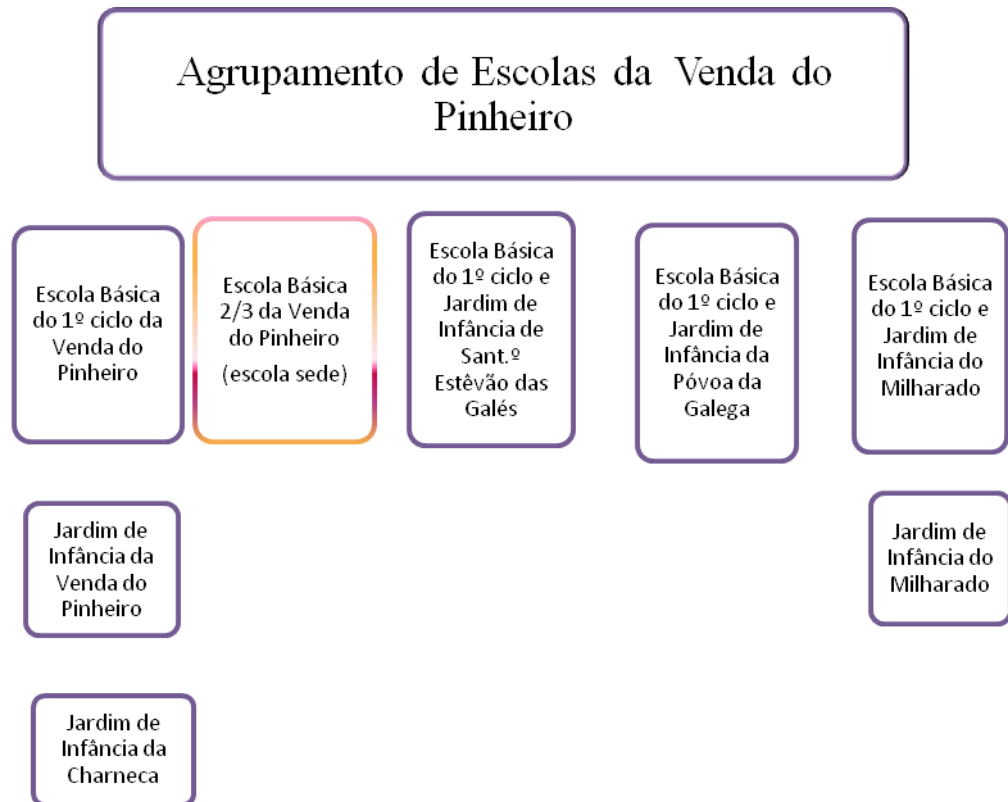 Agrupamento de Escolas da Venda do
Pinheiro
Escola Básica
do 1º ciclo da
Venda do
Pinheiro
Escola Básica
2/3 da Venda
do Pinheiro
(escola sede)
Escola Básica
do 1º ciclo e
Jardim de
Infância de
Sant.º
Estêvão das
Galés
Escola Básica
do 1º ciclo e
Jardim de
Infância da
Póvoa da
Galega
Escola Básica
do 1º ciclo e
Jardim de
Infância do
Milharado
Jardim de
Infância da
Venda do
Pinheiro
Jardim de
Infância do
Milharado
Jardim de
Infância da
Charneca